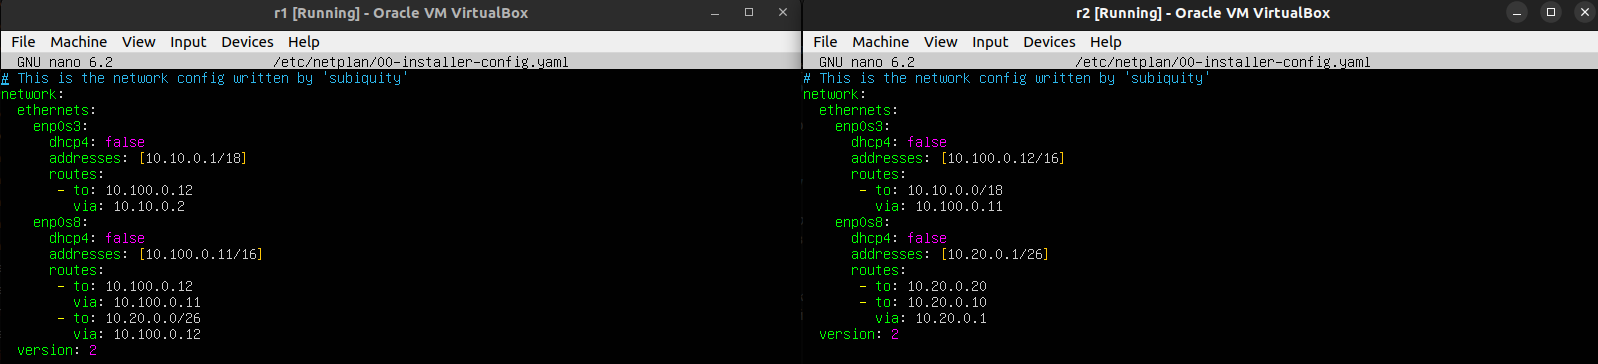 r1 [Running] - Oracle VM VirtualBox
File Machine View Input Devices Help
GNU nano 6.2 /etc/netplan/00-installer-config.yaml
# This is the network config written by 'subiquity'
network:
  ethernets:
    enp0s3:
      dhcp4: false
      addresses: [10.10.0.1/18]
      routes:
       - to: 10.100.0.12
         via: 10.10.0.2
    enp0s8:
      dhcp4: false
      addresses: [10.100.0.11/16]
      routes:
       - to: 10.100.0.12
         via: 10.100.0.11
       - to: 10.20.0.0/26
         via: 10.100.0.12
  version: 2
r2 [Running] - Oracle VM VirtualBox
File Machine View Input Devices Help
GNU nano 6.2 /etc/netplan/00-installer-config.yaml
# This is the network config written by 'subiquity'
network:
  ethernets:
    enp0s3:
      dhcp4: false
      addresses: [10.100.0.12/16]
      routes:
       - to: 10.10.0.0/18
         via: 10.100.0.11
    enp0s8:
      dhcp4: false
      addresses: [10.20.0.1/26]
      routes:
       - to: 10.20.0.20
       - to: 10.20.0.10
         via: 10.20.0.1
  version: 2